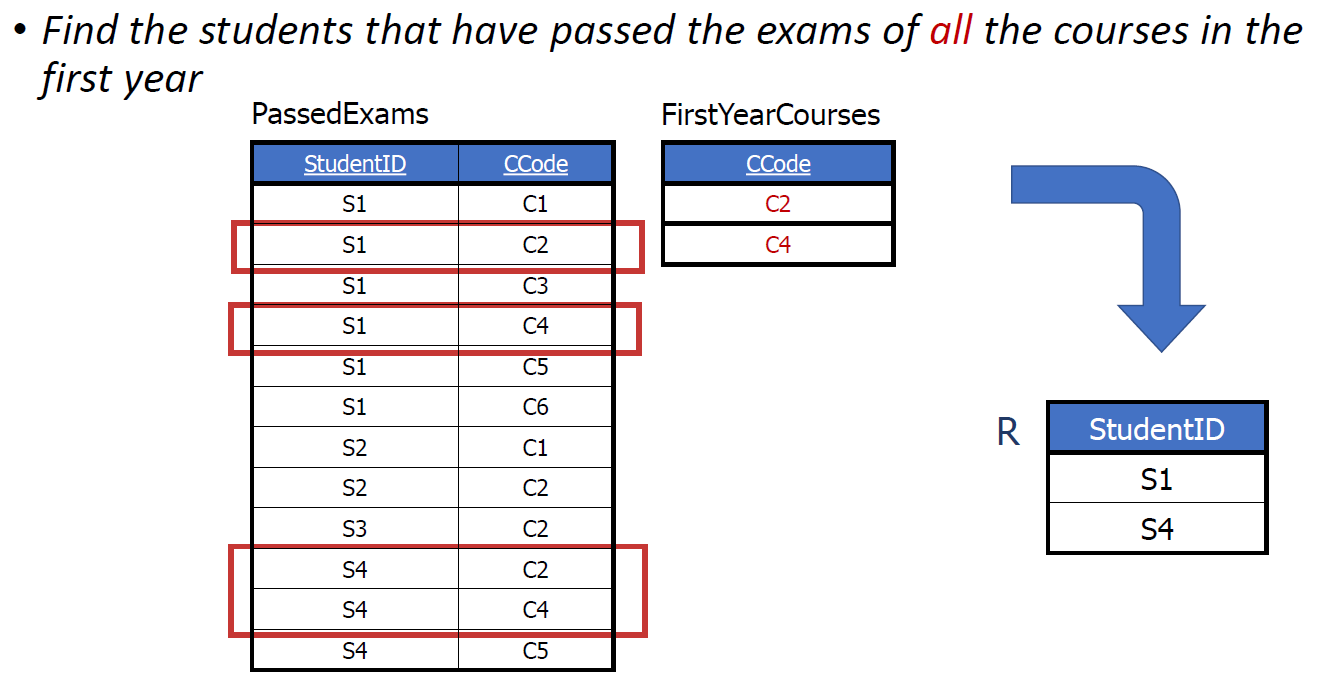 • Find the students that have passed the exams of all the courses in the
first year
PassedExams
StudentID CCode
S1 C1
S1 C2
S1 C3
S1 C4
S1 C5
S1 C6
S2 C1
S2 C2
S3 C2
S4 C2
S4 C4
S4 C5
FirstYearCourses
CCode
C2
C4
R
StudentID
S1
S4